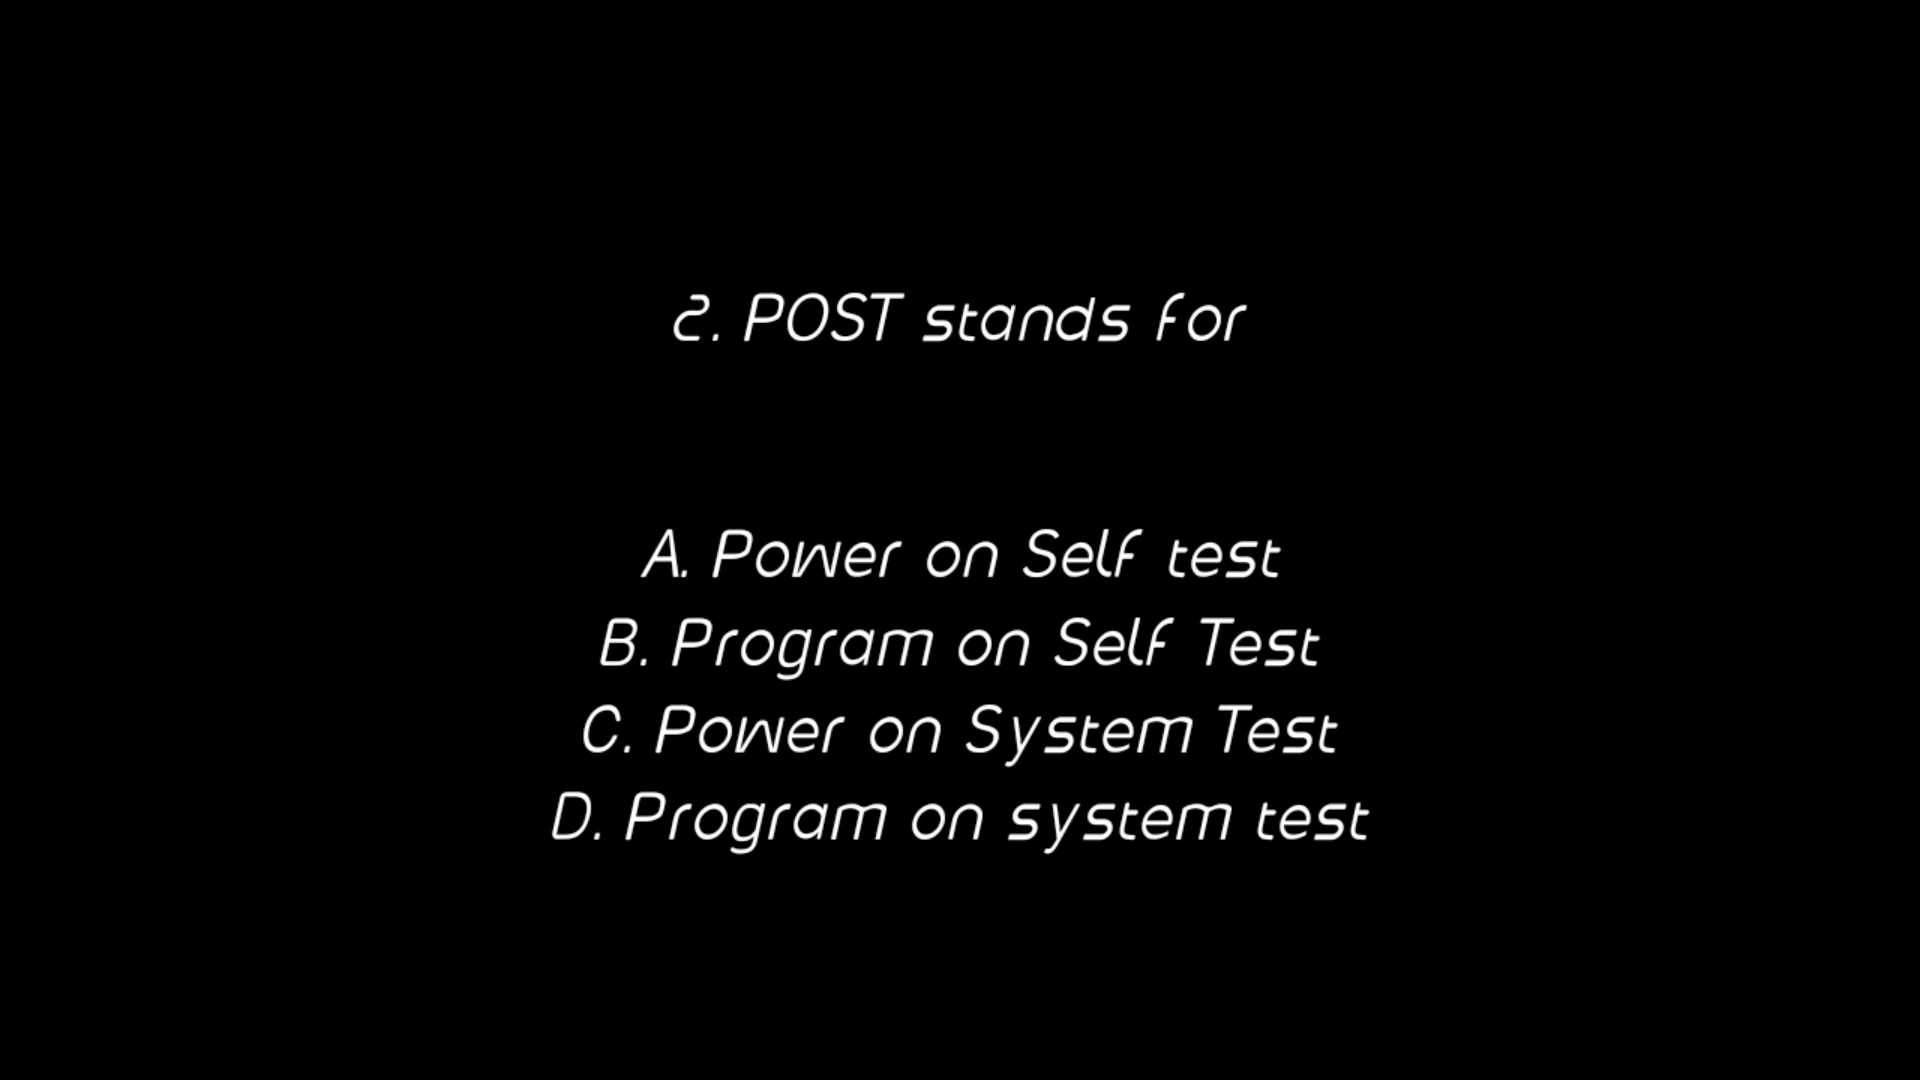 2. POST stands for
A. Power on Self test
B. Program on Self Test
C. Power on System Test
D. Program on system test